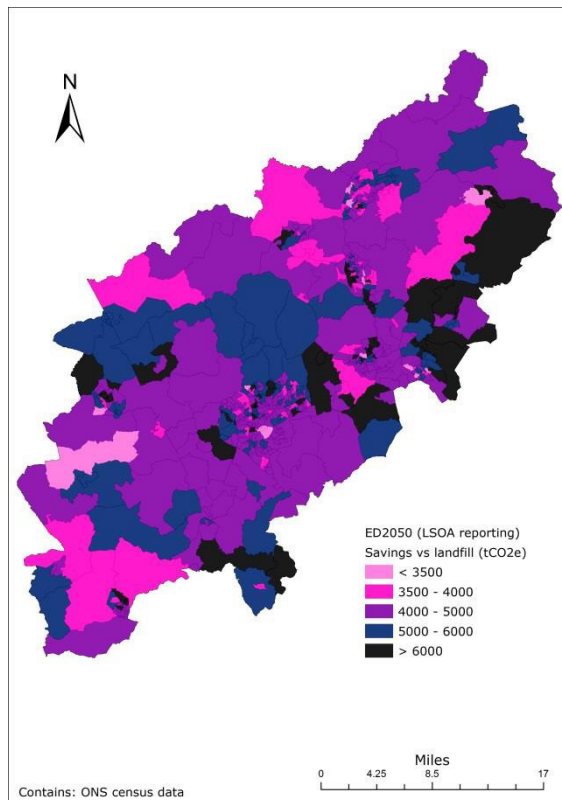 N
ED2050 (LSOA reporting)
Savings vs landfill (tCO2e)
< 3500
3500 - 4000
4000 - 5000
5000 - 6000
> 6000
Miles
0 4.25 8.5 17
Contains: ONS census data